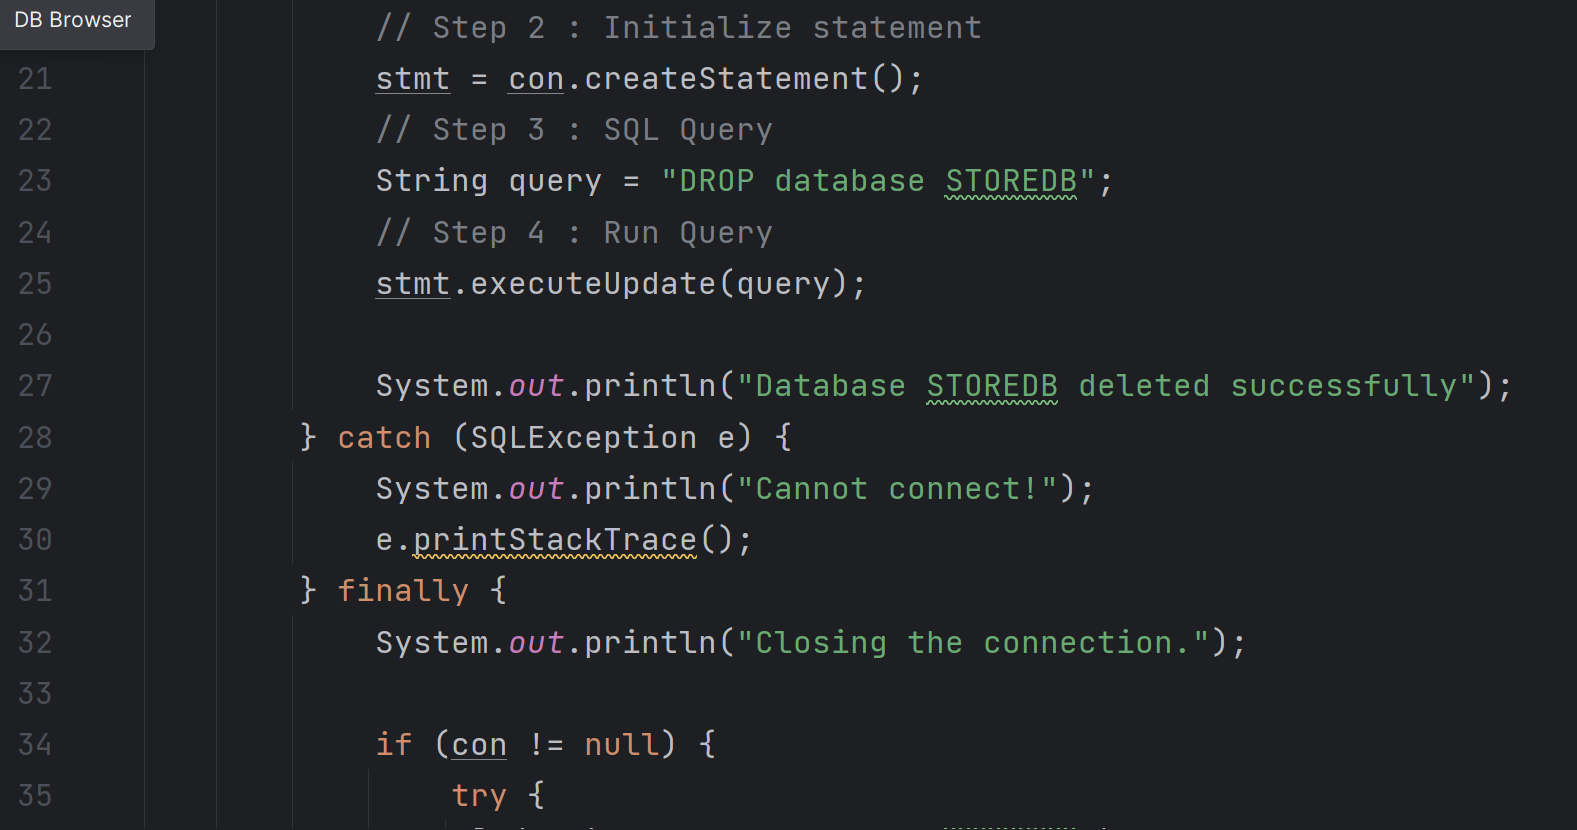 DB Browser
// Step 2 : Initialize statement
21 stmt = con.createStatement();
22 // Step 3 : SQL Query
23 String query = "DROP database STOREDB";
24 // Step 4 : Run Query
25 stmt.executeUpdate(query);
26
27 System.out.println("Database STOREDB deleted successfully");
28 } catch (SQLException e) {
29 System.out.println("Cannot connect!");
30 e.printStackTrace();
31 } finally {
32 System.out.println("Closing the connection.");
33
34 if (con != null) {
35 try {